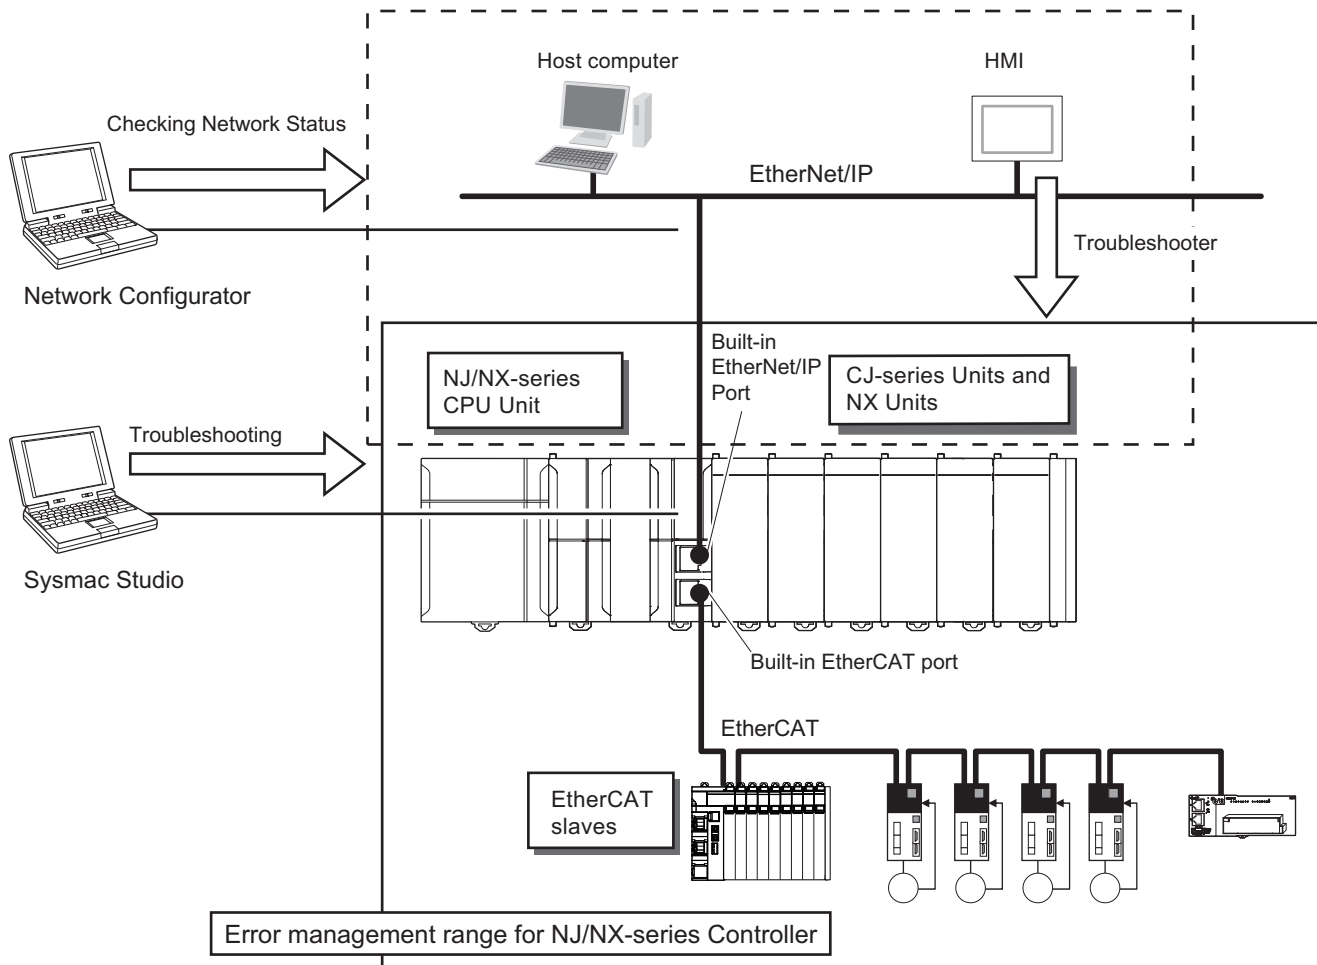 Host computer
HMI
Checking Network Status
EtherNet/IP
Troubleshooter
Network Configurator
Built-in
EtherNet/IP
Port
NJ/NX-series
CPU Unit
CJ-series Units and
NX Units
Troubleshooting
Sysmac Studio
Built-in EtherCAT port
EtherCAT
EtherCAT
slaves
Error management range for NJ/NX-series Controller